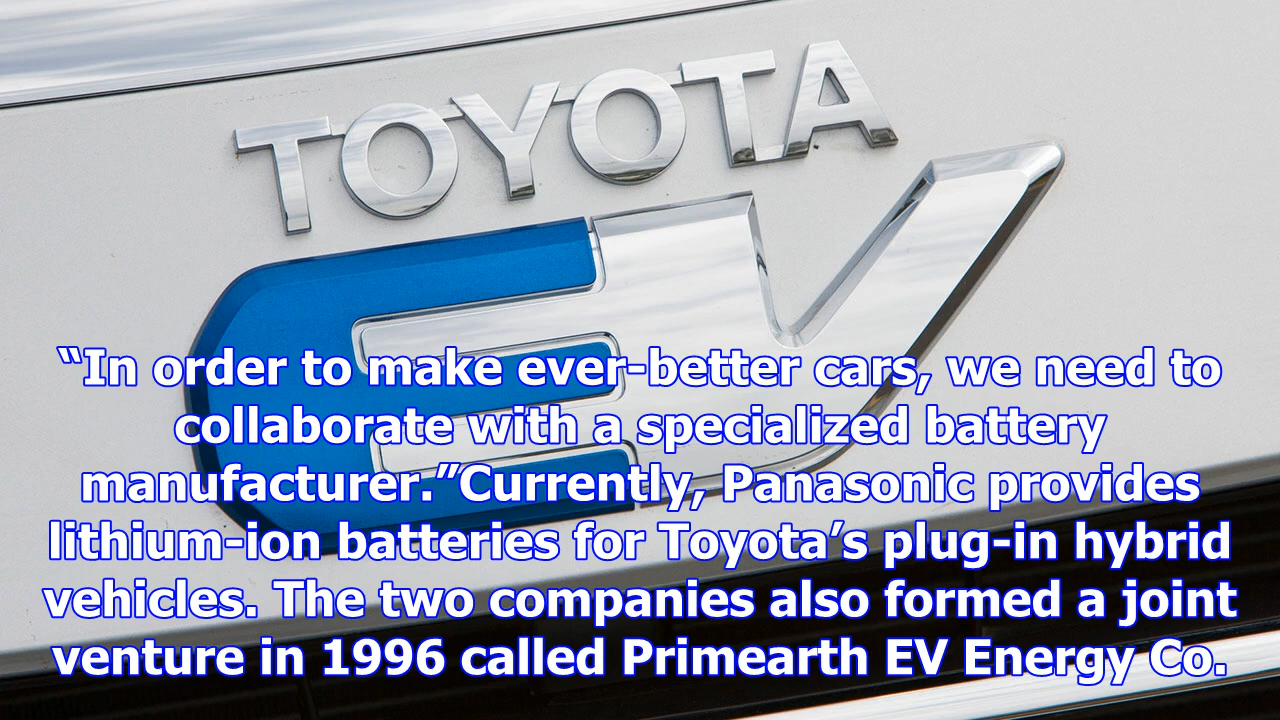 TOYOTA
EV
“In order to make ever-better cars, we need to
collaborate with a specialized battery
manufacturer.”Currently, Panasonic provides
lithium-ion batteries for Toyota’s plug-in hybrid
vehicles. The two companies also formed a joint
venture in 1996 called Primearth EV Energy Co.